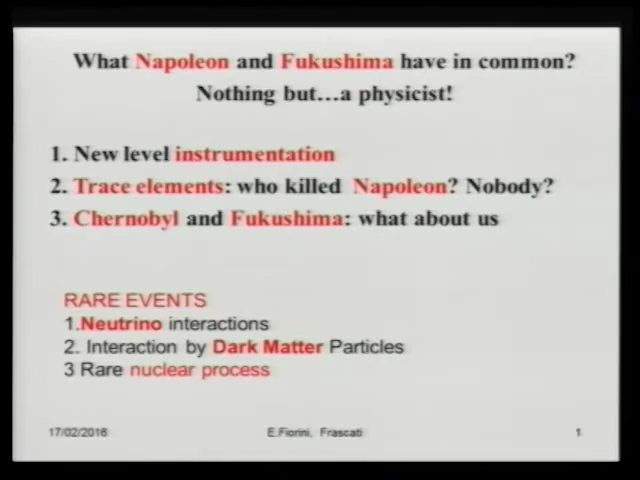 What Napoleon and Fukushima have in common?
Nothing but…a physicist!
1. New level instrumentation
2. Trace elements: who killed Napoleon? Nobody?
3. Chernobyl and Fukushima: what about us
RARE EVENTS
1.Neutrino interactions
2. Interaction by Dark Matter Particles
3 Rare nuclear process
17/02/2016 E.Fiorini, Frascati 1